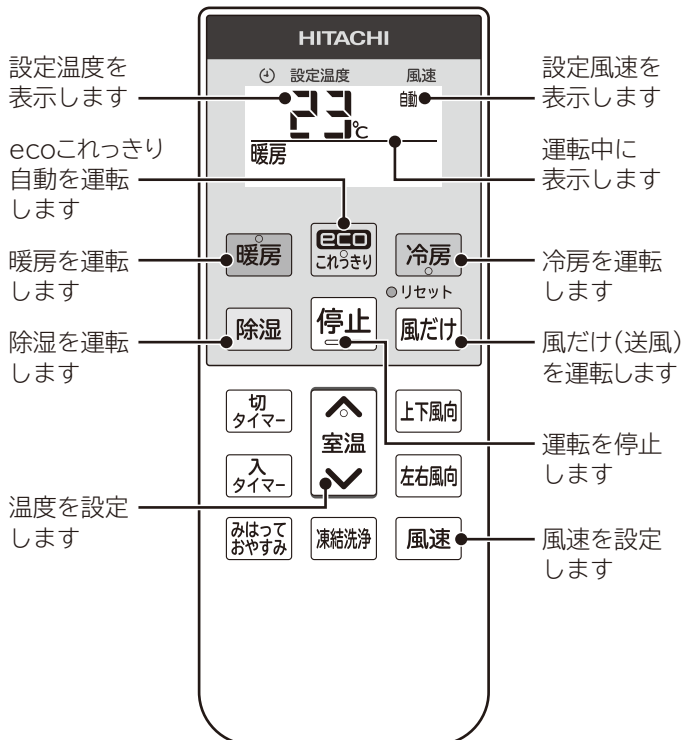 HITACHI
設定温度 風速
23℃
自動
暖房
設定温度を
表示します
ecoこれっきり
自動を運転
します
暖房を運転
します
除湿を運転
します
温度を設定
します
設定風速を
表示します
運転中に
表示します
冷房を運転
します
風だけ(送風)
を運転します
運転を停止
します
風速を設定
します
暖房
eco
これっきり
冷房
リセット
除湿
停止
風だけ
切
タイマー
室温
上下風向
入
タイマー
左右風向
みはって
おやすみ
凍結洗浄
風速